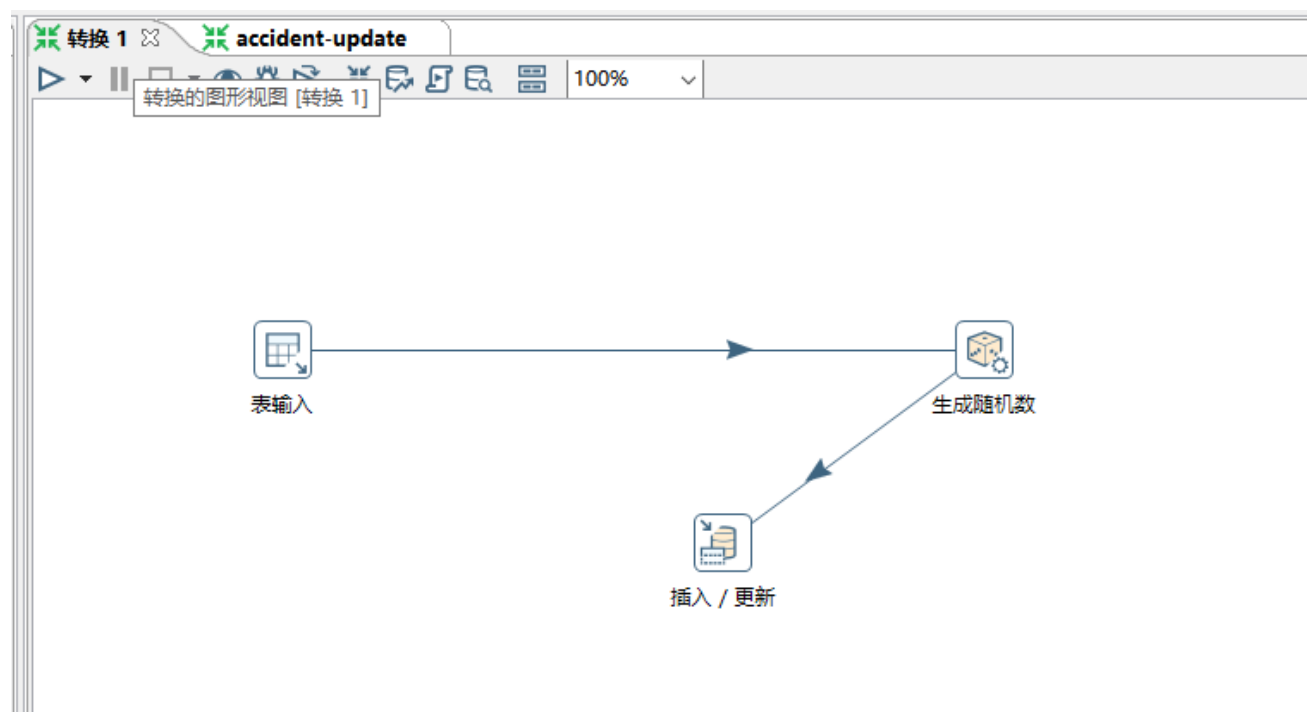 转换 1
accident-update
100%
转换的图形视图 [转换 1]
表输入
生成随机数
插入 / 更新